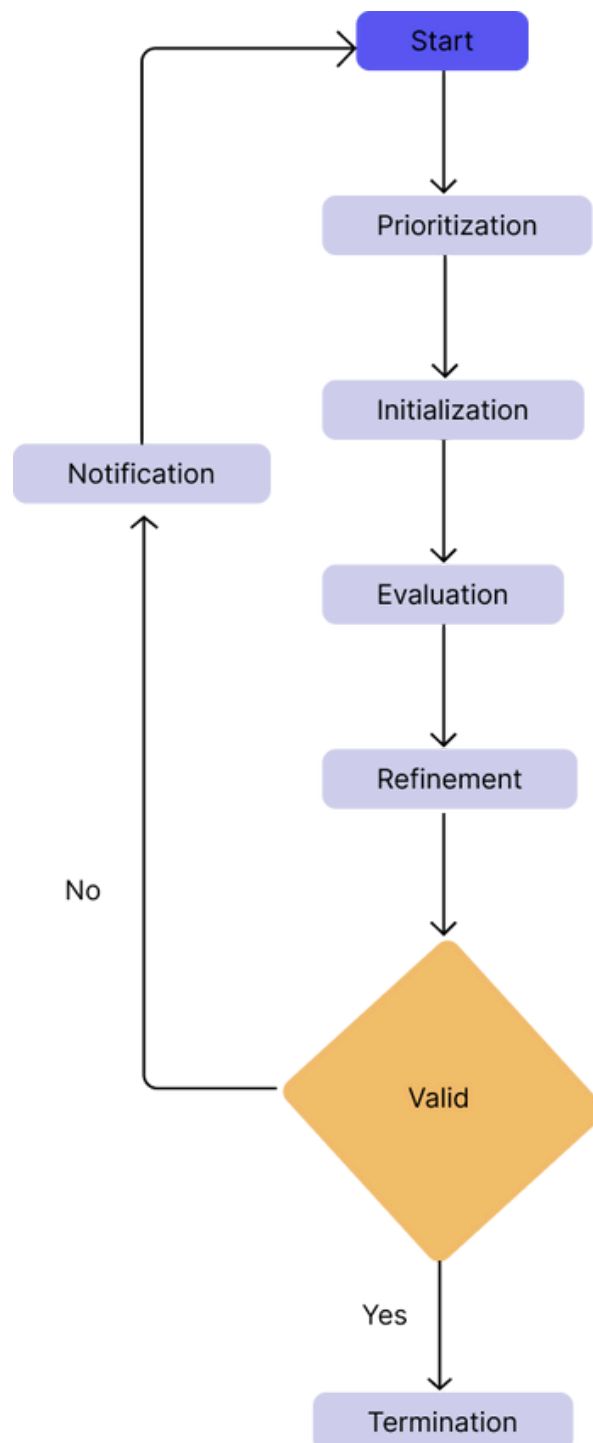 Start
Prioritization
Initialization
Notification
Evaluation
Refinement
No
Valid
Yes
Termination